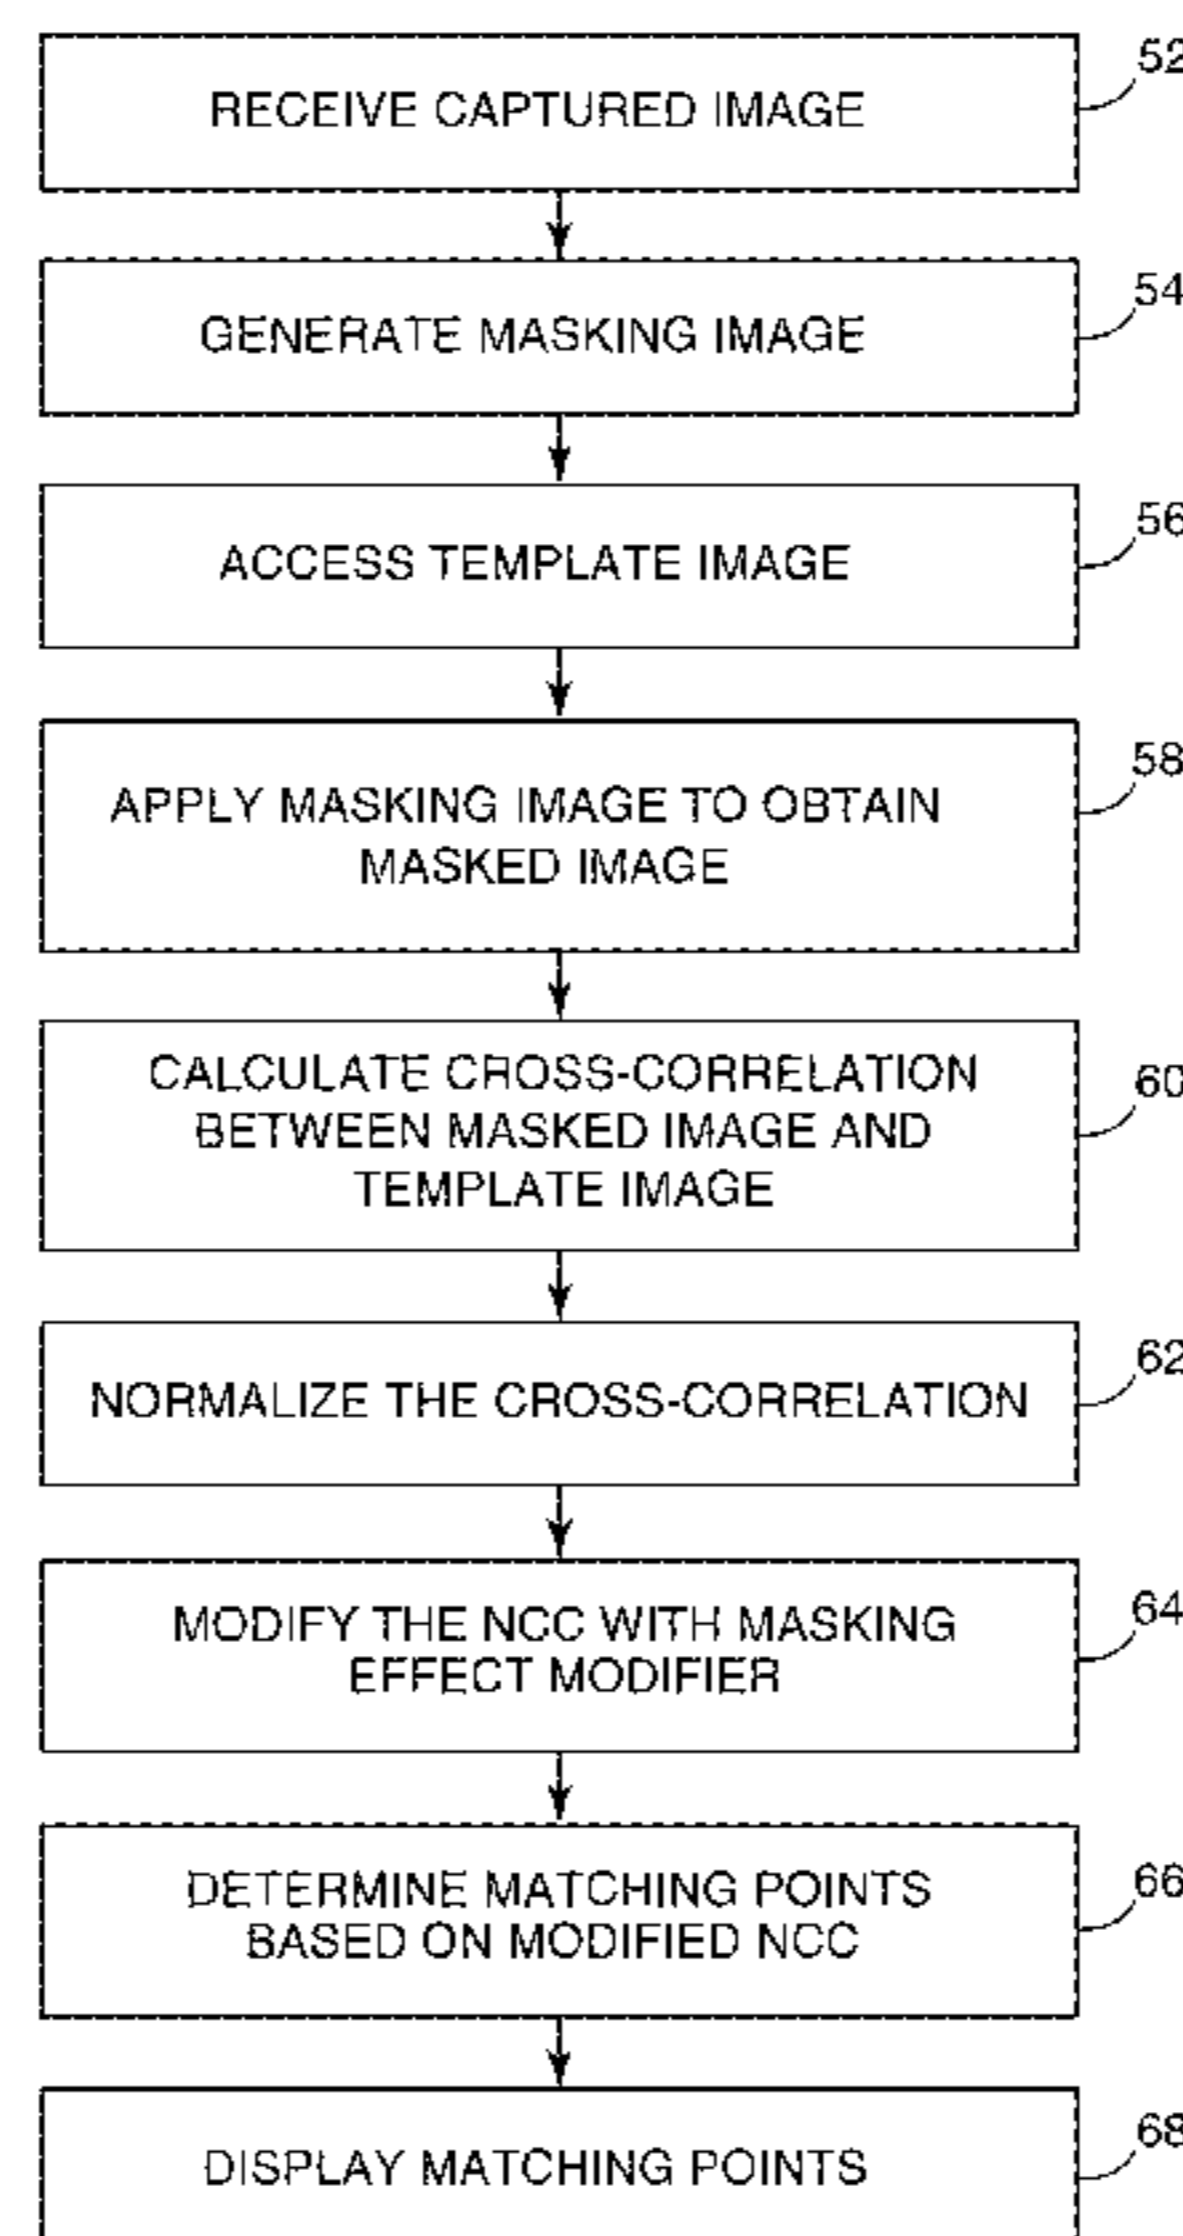 RECEIVE CAPTURED IMAGE
52
GENERATE MASKING IMAGE
54
ACCESS TEMPLATE IMAGE
56
APPLY MASKING IMAGE TO OBTAIN
MASKED IMAGE
58
CALCULATE CROSS-CORRELATION
BETWEEN MASKED IMAGE AND
TEMPLATE IMAGE
60
NORMALIZE THE CROSS-CORRELATION
62
MODIFY THE NCC WITH MASKING
EFFECT MODIFIER
64
DETERMINE MATCHING POINTS
BASED ON MODIFIED NCC
66
DISPLAY MATCHING POINTS
68